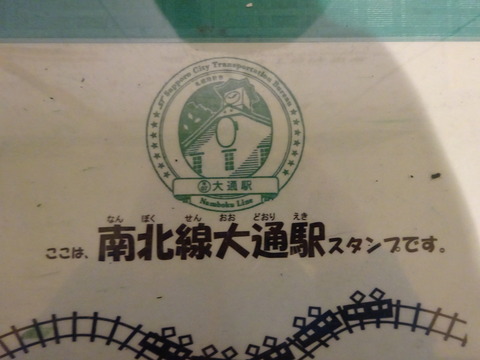 Sapporo City Transportation Bureau
大通駅
Namboku Line
なん ぼく せん おお どおり えき
ここは、南北線大通駅スタンプです。